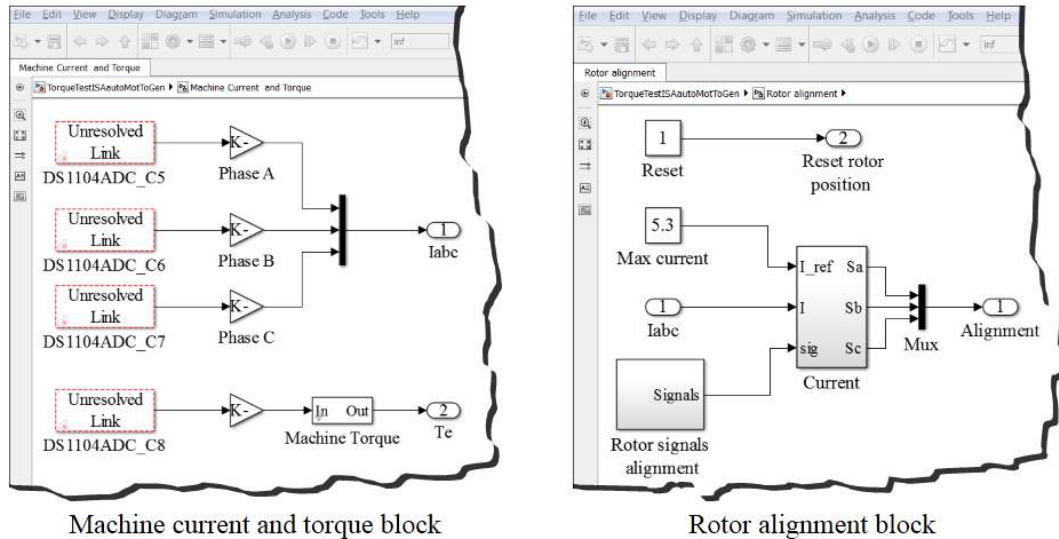 File Edit View Display Diagram Simulation Analysis Code Tools Help
inf
Machine Current and Torque
TorqueTestISAautoMotToGen Machine Current and Torque
Unresolved
Link
DS1104ADC_C5
K-
Phase A
Unresolved
Link
DS1104ADC_C6
K-
Phase B
1
Iabc
Unresolved
Link
DS1104ADC_C7
K-
Phase C
Unresolved
Link
DS1104ADC_C8
K-
In Out
Machine Torque
2
Te
Machine current and torque block
File Edit View Display Diagram Simulation Analysis Code Tools Help
inf
Rotor alignment
TorqueTestISAautoMotToGen Rotor alignment
1
Reset
2
Reset rotor
position
5.3
Max current
I_ref Sa
1
Iabc
I Sb
sig Sc
Current
Mux
1
Alignment
Signals
Rotor signals
alignment
Rotor alignment block